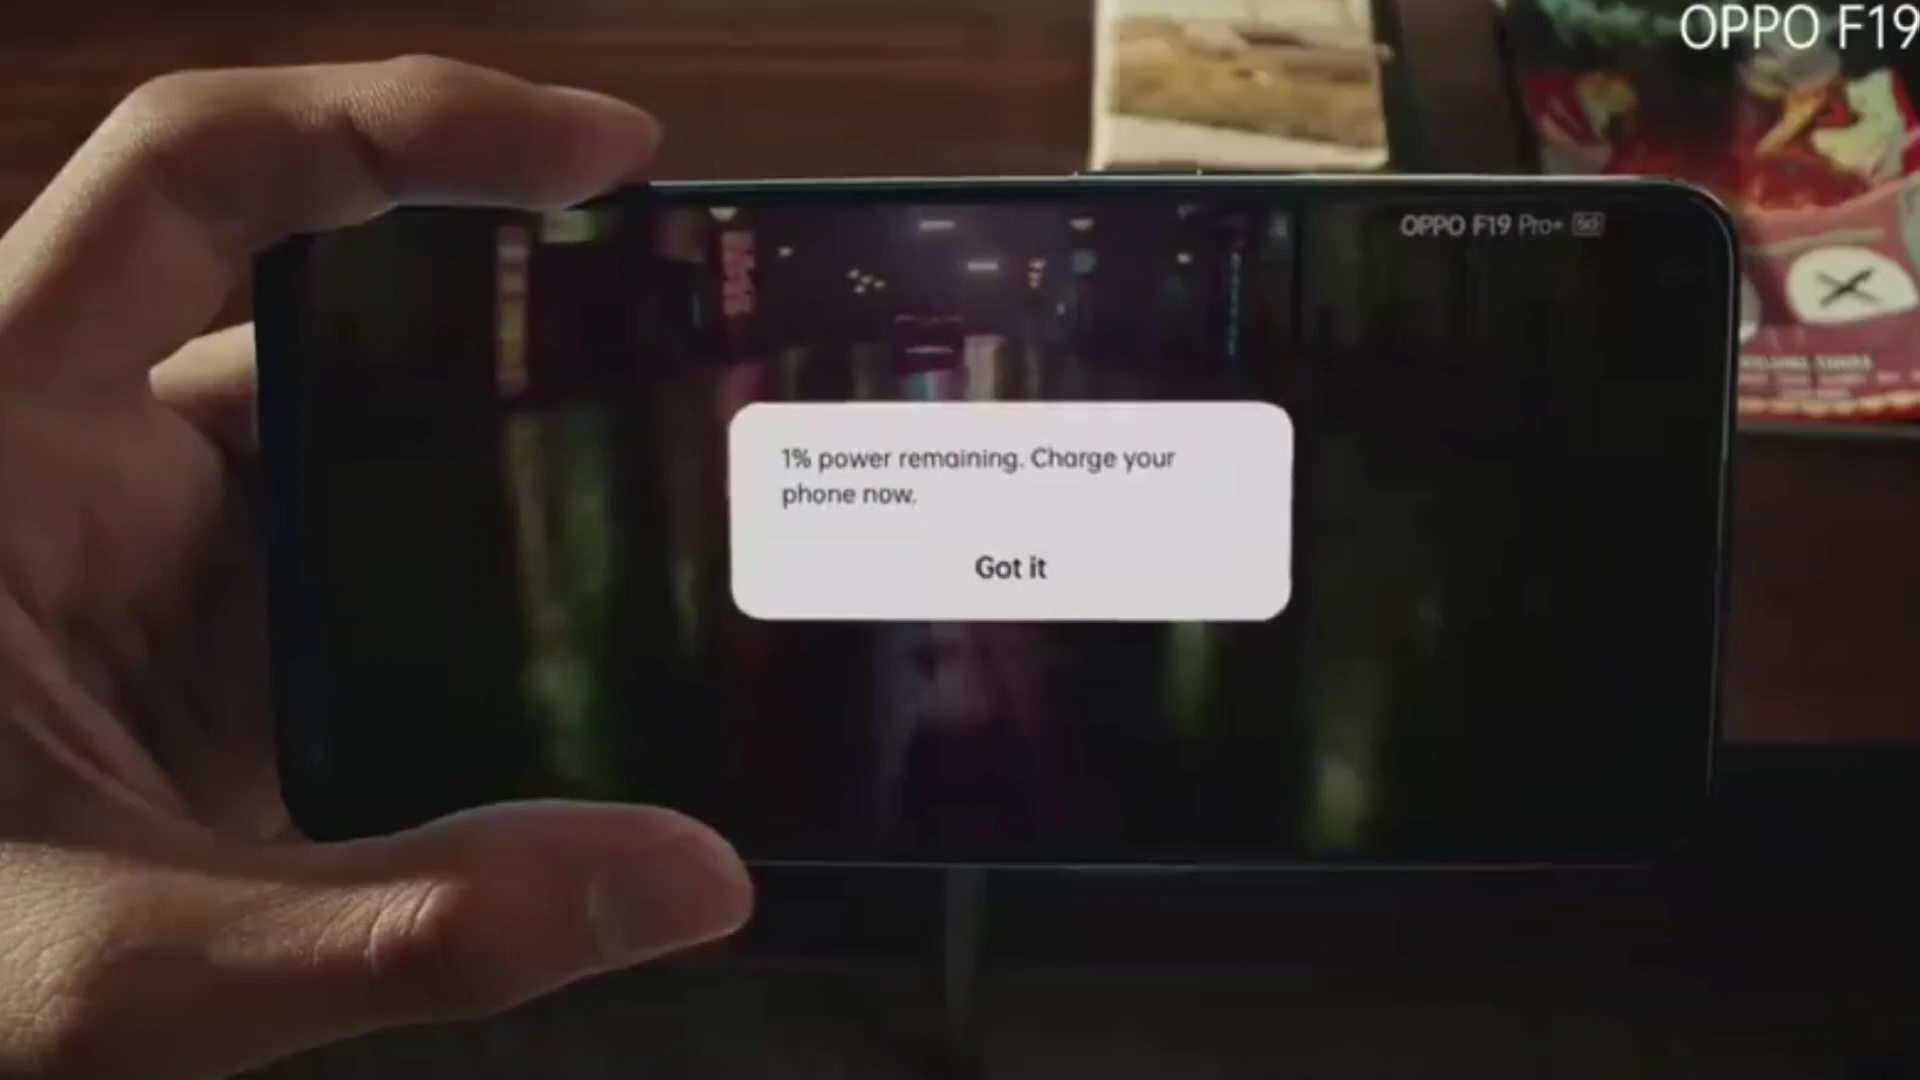 OPPO F19
OPPO F19 Pro+ 5G
1% power remaining. Charge your
phone now.
Got it